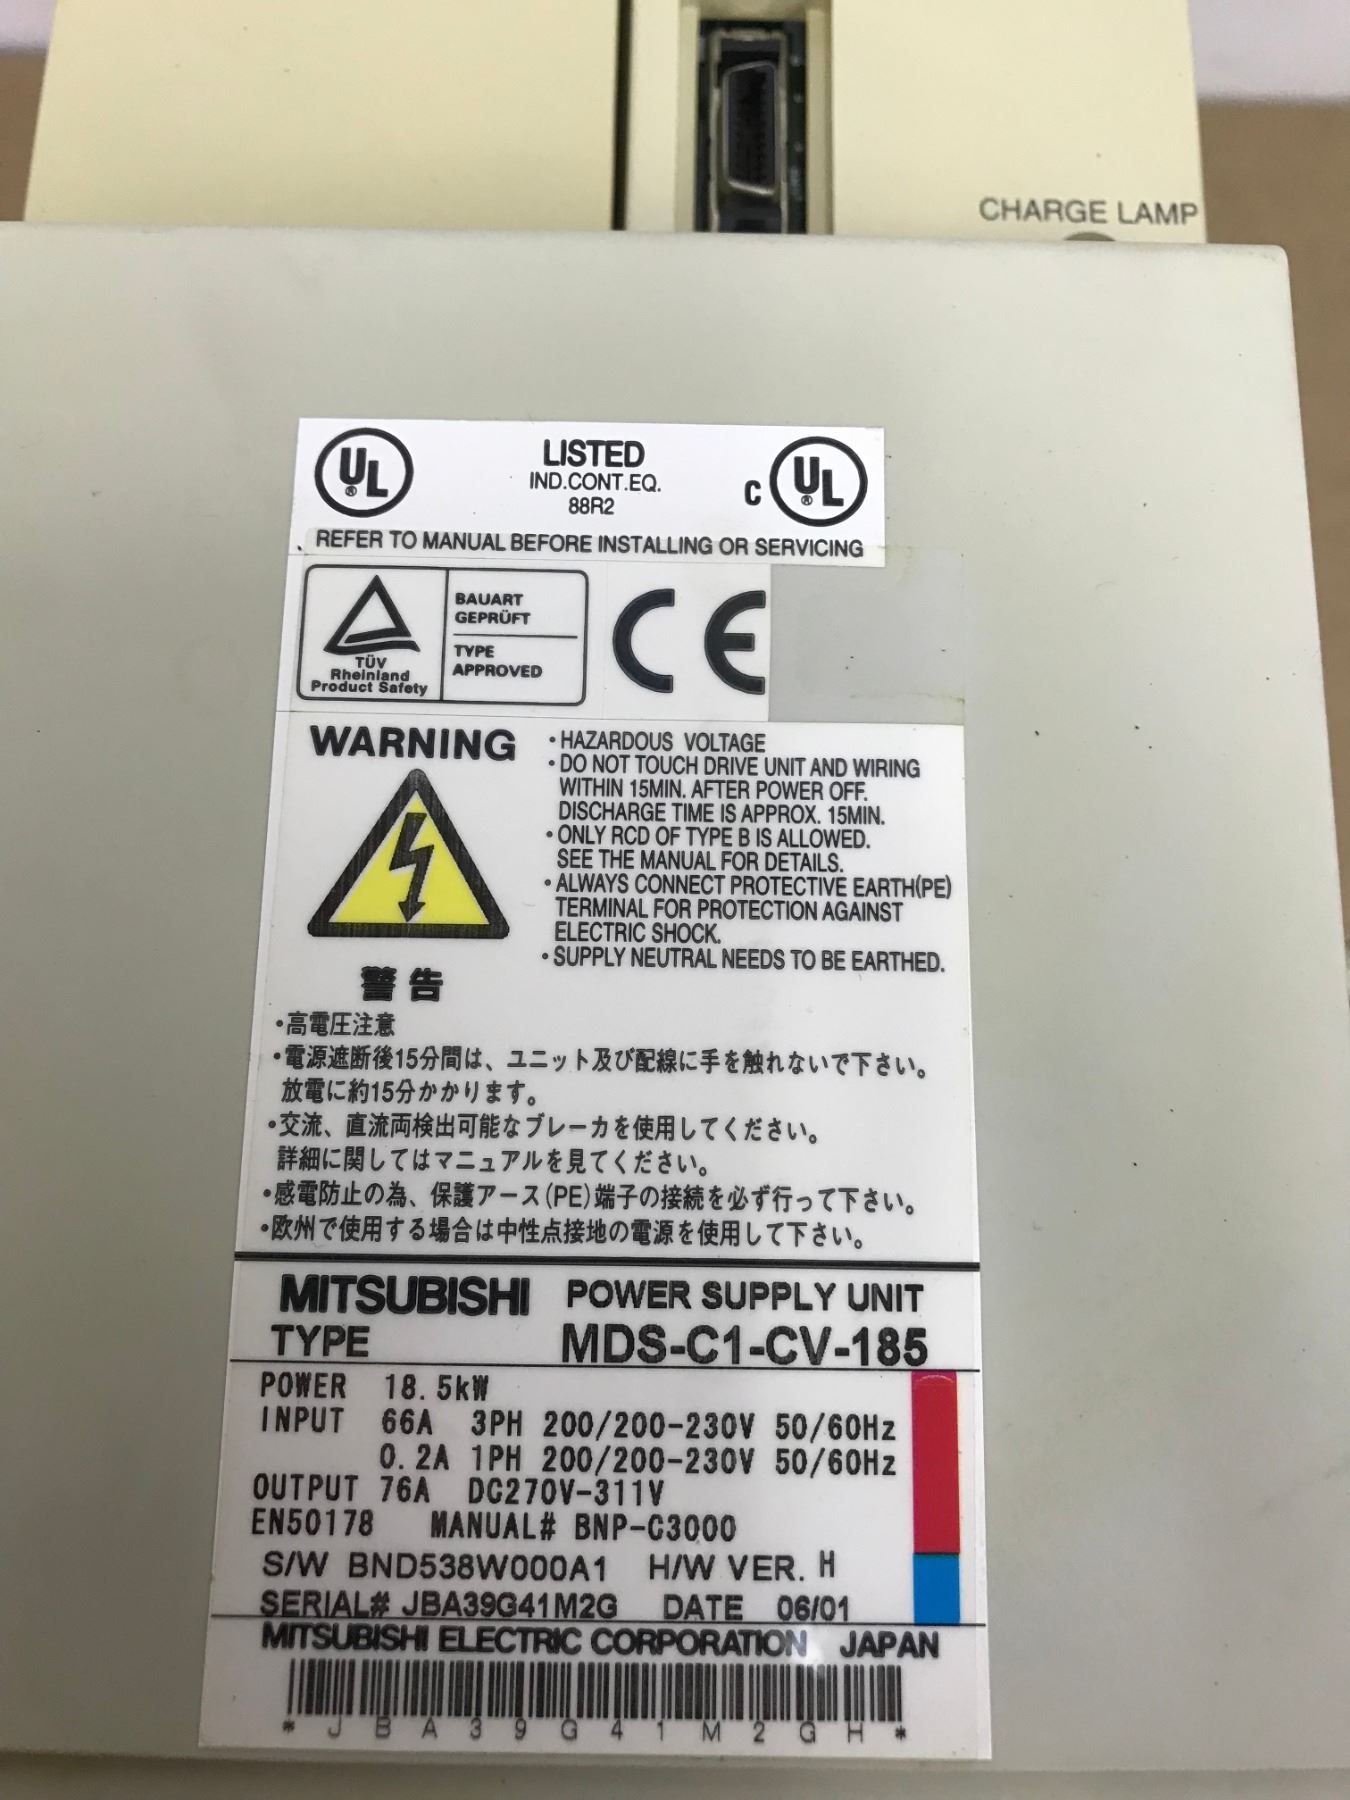 CHARGE LAMP
UL ® LISTED C UL ®
IND.CONT.EQ.
88R2
REFER TO MANUAL BEFORE INSTALLING OR SERVICING
TÜV
Rheinland
Product Safety
BAUART
GEPRÜFT
TYPE
APPROVED
CE
WARNING
・HAZARDOUS VOLTAGE
・DO NOT TOUCH DRIVE UNIT AND WIRING
WITHIN 15MIN. AFTER POWER OFF.
DISCHARGE TIME IS APPROX. 15MIN.
・ONLY RCD OF TYPE B IS ALLOWED.
SEE THE MANUAL FOR DETAILS.
・ALWAYS CONNECT PROTECTIVE EARTH(PE)
TERMINAL FOR PROTECTION AGAINST
ELECTRIC SHOCK.
・SUPPLY NEUTRAL NEEDS TO BE EARTHED.
警告
・高電圧注意
・電源遮断後15分間は、ユニット及び配線に手を触れないで下さい。
放電に約15分かかります。
・交流、直流両検出可能なブレーカを使用してください。
詳細に関してはマニュアルを見てください。
・感電防止の為、保護アース(PE)端子の接続を必ず行って下さい。
・欧州で使用する場合は中性点接地の電源を使用して下さい。
MITSUBISHI POWER SUPPLY UNIT
TYPE MDS-C1-CV-185
POWER 18.5kW
INPUT 66A 3PH 200/200-230V 50/60Hz
0.2A 1PH 200/200-230V 50/60Hz
OUTPUT 76A DC270V-311V
EN50178 MANUAL# BNP-C3000
S/W BND538W000A1 H/W VER. H
SERIAL# JBA39G41M2G DATE 06/01
MITSUBISHI ELECTRIC CORPORATION JAPAN
*JBA39G41M2GH*